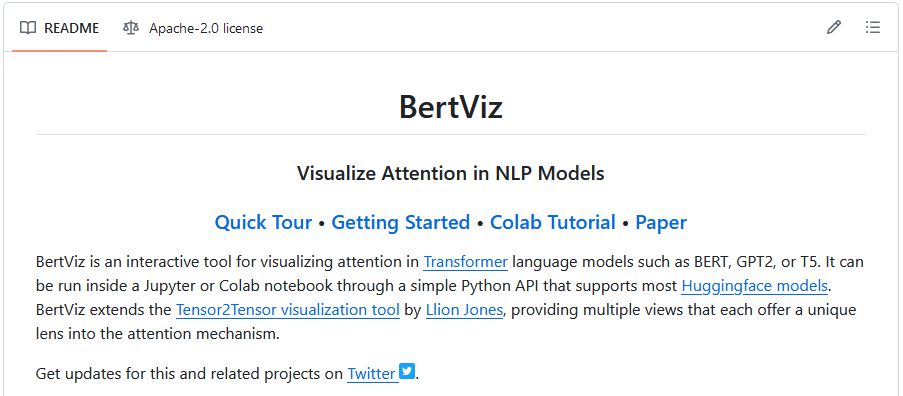 README Apache-2.0 license
BertViz
Visualize Attention in NLP Models
Quick Tour • Getting Started • Colab Tutorial • Paper
BertViz is an interactive tool for visualizing attention in Transformer language models such as BERT, GPT2, or T5. It can
be run inside a Jupyter or Colab notebook through a simple Python API that supports most Huggingface models.
BertViz extends the Tensor2Tensor visualization tool by Llion Jones, providing multiple views that each offer a unique
lens into the attention mechanism.
Get updates for this and related projects on Twitter .